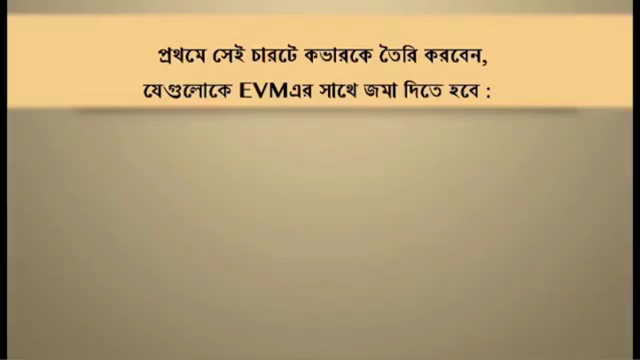 প্রথমে সেই চারটে কভারকে তৈরি করবেন,
যেগুলোকে EVMএর সাথে জমা দিতে হবে :